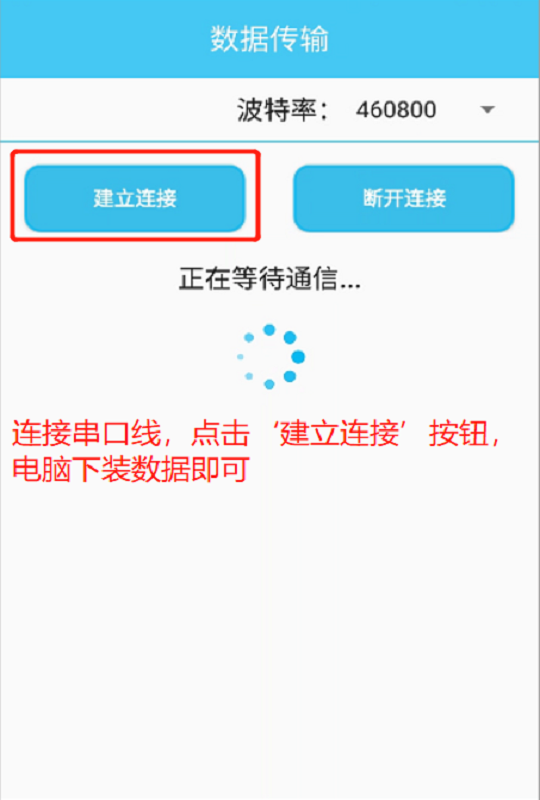 数据传输
波特率： 460800
建立连接 断开连接
正在等待通信...
连接串口线，点击‘建立连接’按钮，
电脑下装数据即可